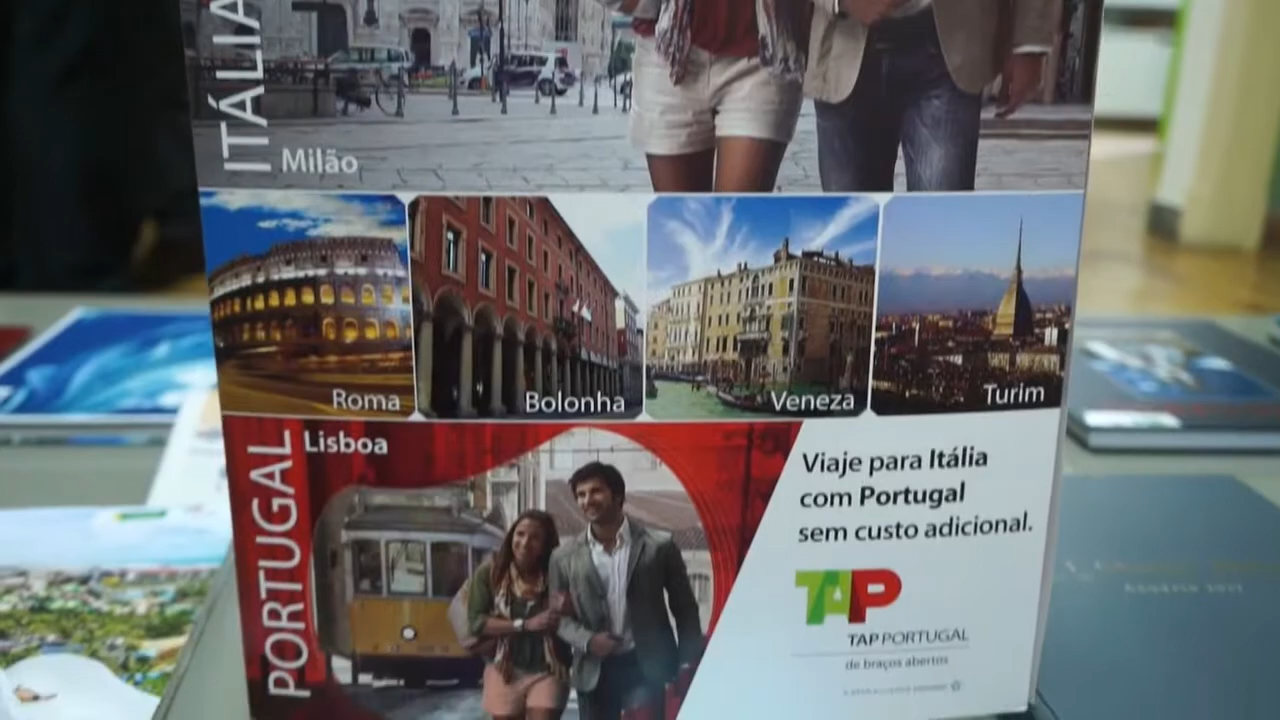 ITÁLIA
Milão
Roma
Bolonha
Veneza
Turim
PORTUGAL
Lisboa
Viaje para Itália
com Portugal
sem custo adicional.
TAP
TAP PORTUGAL
de braços abertos